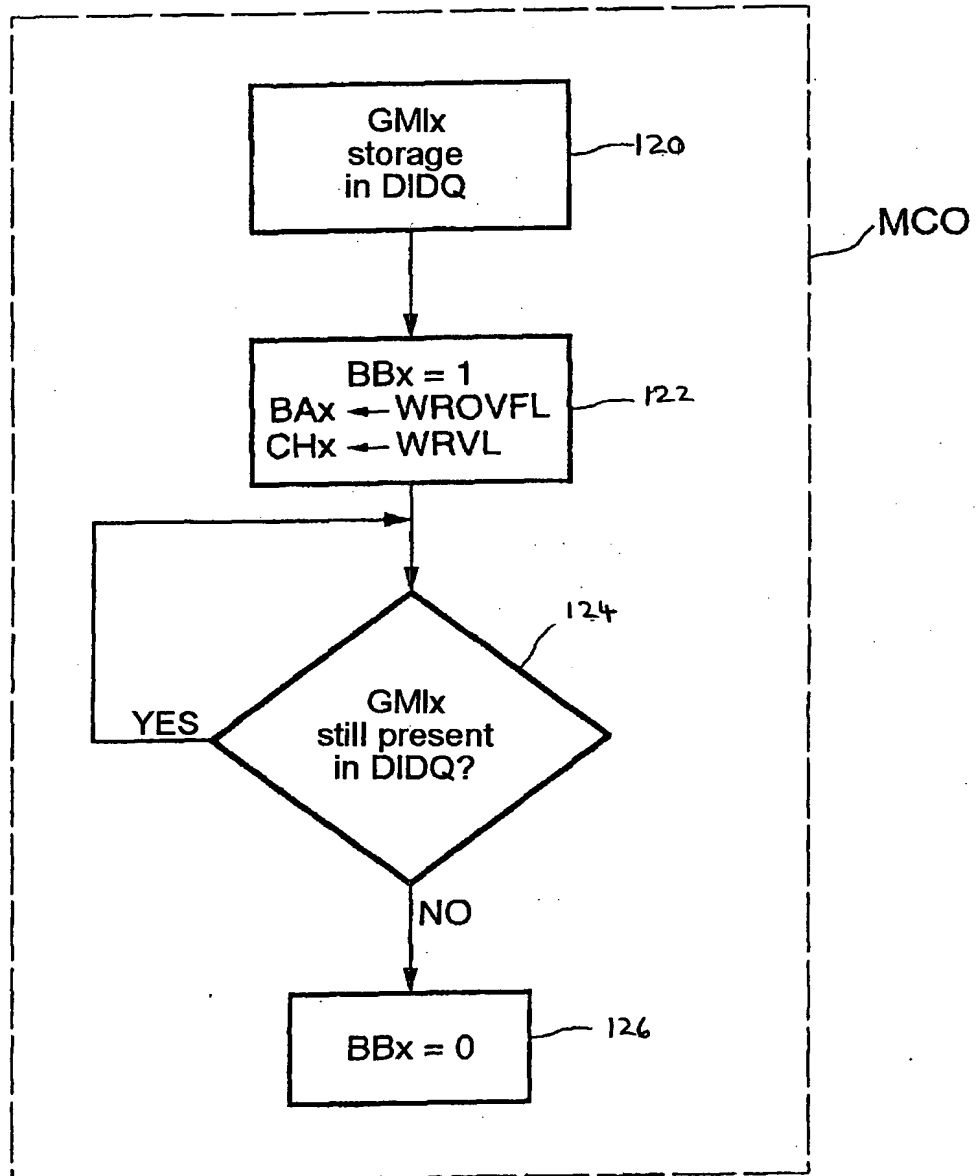 GMIx
storage
in DIDQ
120
MCO
BBx = 1
BAx ← WROVFL
CHx ← WRVL
122
124
GMIx
still present
in DIDQ?
YES
NO
BBx = 0
126